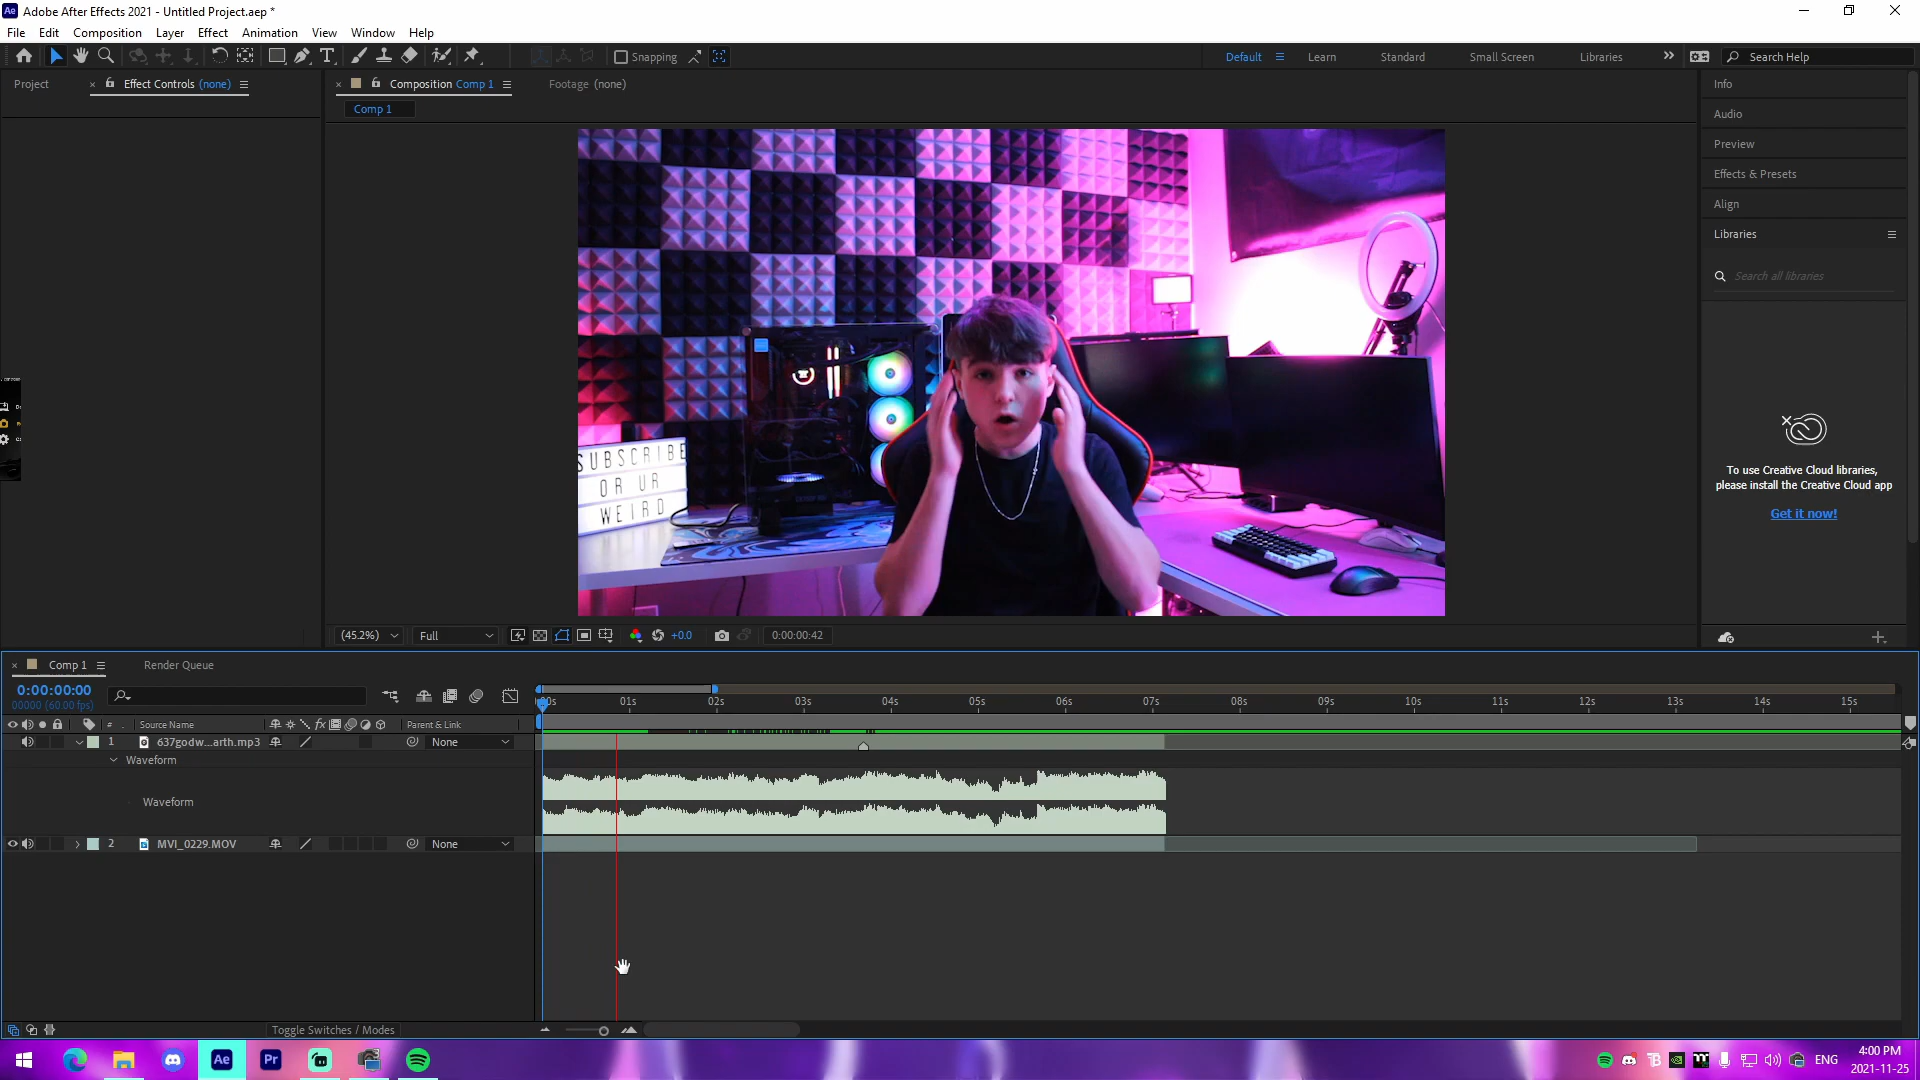 Adobe After Effects 2021 - Untitled Project.aep *
File Edit Composition Layer Effect Animation View Window Help
Snapping
Default Learn Standard Small Screen Libraries
Search Help
Project
Effect Controls (none)
Composition Comp 1
Footage (none)
Comp 1
Info
Audio
Preview
Effects & Presets
Align
Libraries
Search all libraries
To use Creative Cloud libraries,
please install the Creative Cloud app
Get it now!
SUBSCRIBE
OR UR
WEIRD
(45.2%) Full +0.0 0:00:00:42
Comp 1 Render Queue
0:00:00:00
00000 (60.00 fps)
# Source Name fx Parent & Link
01s 02s 03s 04s 05s 06s 07s 08s 09s 10s 11s 12s 13s 14s 15s
1 637godw...arth.mp3 None
Waveform
Waveform
2 MVI_0229.MOV None
Toggle Switches / Modes
Ae Pr
ENG
4:00 PM
2021-11-25